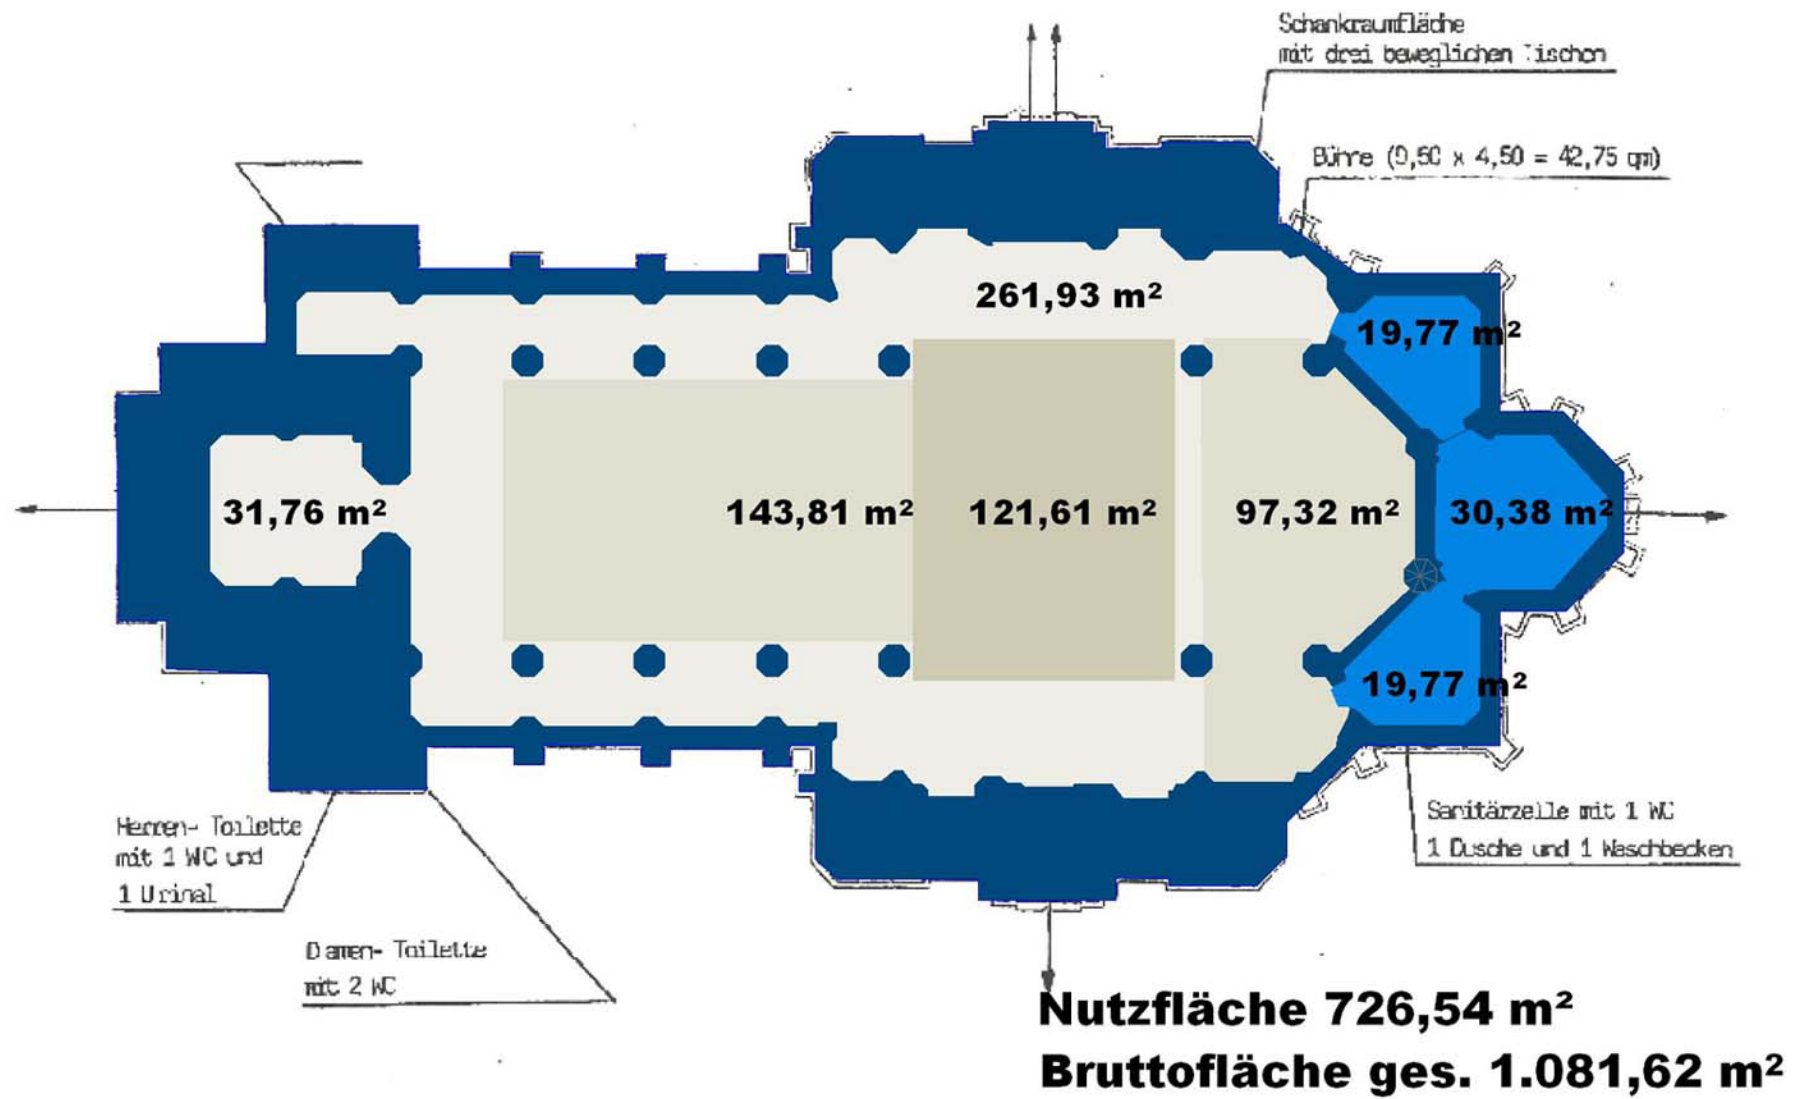 Schankraumfläche
mit drei beweglichen Tischen
Bühne (9,50 x 4,50 = 42,75 qm)
261,93 m²
19,77 m²
31,76 m²
143,81 m²
121,61 m²
97,32 m²
30,38 m²
19,77 m²
Sanitärzelle mit 1 WC
1 Dusche und 1 Waschbecken
Herren- Toilette
mit 1 WC und
1 Urinal
Damen- Toilette
mit 2 WC
Nutzfläche 726,54 m²
Bruttofläche ges. 1.081,62 m²